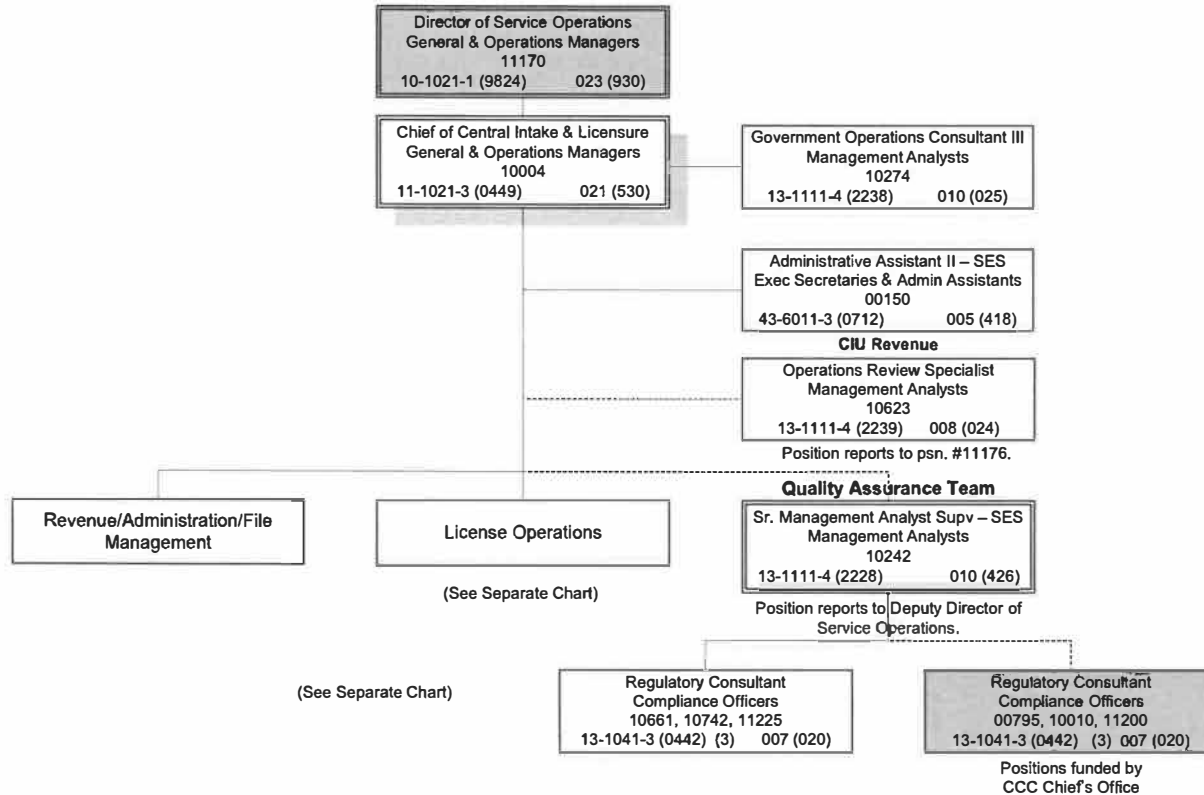 Director of Service Operations
General & Operations Managers
11170
10-1021-1 (9824) 023 (930)
Chief of Central Intake & Licensure
General & Operations Managers
10004
11-1021-3 (0449) 021 (530)
Government Operations Consultant III
Management Analysts
10274
13-1111-4 (2238) 010 (025)
Administrative Assistant II – SES
Exec Secretaries & Admin Assistants
00150
43-6011-3 (0712) 005 (418)
CIU Revenue
Operations Review Specialist
Management Analysts
10623
13-1111-4 (2239) 008 (024)
Position reports to psn. #11176.
Revenue/Administration/File
Management
License Operations
(See Separate Chart)
Quality Assurance Team
Sr. Management Analyst Supv – SES
Management Analysts
10242
13-1111-4 (2228) 010 (426)
Position reports to Deputy Director of
Service Operations.
(See Separate Chart)
Regulatory Consultant
Compliance Officers
10661, 10742, 11225
13-1041-3 (0442) (3) 007 (020)
Regulatory Consultant
Compliance Officers
00795, 10010, 11200
13-1041-3 (0442) (3) 007 (020)
Positions funded by
CCC Chief's Office